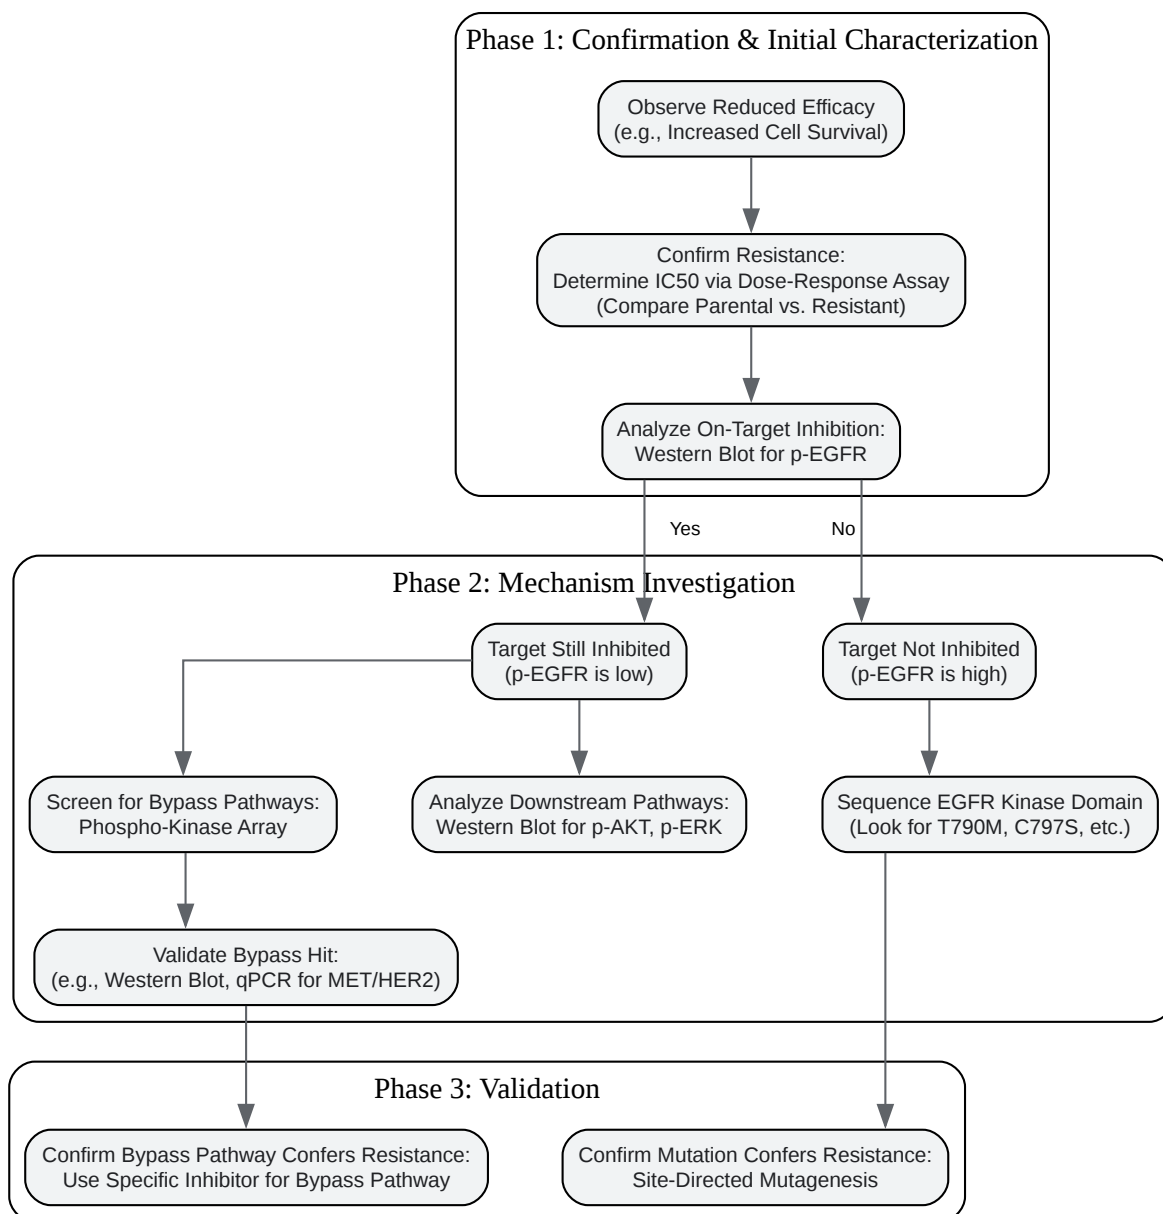 Phase 1: Confirmation & Initial Characterization
Observe Reduced Efficacy
(e.g., Increased Cell Survival)
Confirm Resistance:
Determine IC50 via Dose-Response Assay
(Compare Parental vs. Resistant)
Analyze On-Target Inhibition:
Western Blot for p-EGFR
Yes
No
Phase 2: Mechanism Investigation
Target Still Inhibited
(p-EGFR is low)
Target Not Inhibited
(p-EGFR is high)
Screen for Bypass Pathways:
Phospho-Kinase Array
Analyze Downstream Pathways:
Western Blot for p-AKT, p-ERK
Sequence EGFR Kinase Domain
(Look for T790M, C797S, etc.)
Validate Bypass Hit:
(e.g., Western Blot, qPCR for MET/HER2)
Phase 3: Validation
Confirm Bypass Pathway Confers Resistance:
Use Specific Inhibitor for Bypass Pathway
Confirm Mutation Confers Resistance:
Site-Directed Mutagenesis